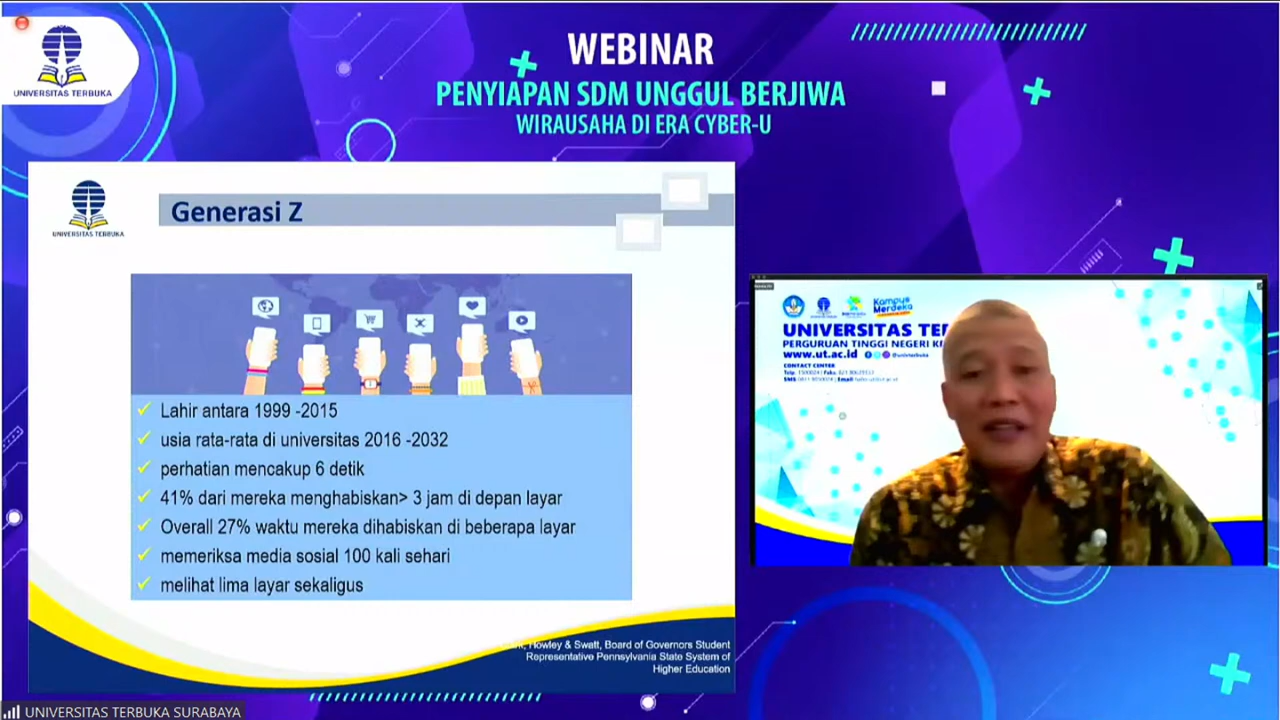 UNIVERSITAS TERBUKA
WEBINAR
PENYIAPAN SDM UNGGUL BERJIWA
WIRAUSAHA DI ERA CYBER-U
UNIVERSITAS TERBUKA
Generasi Z
Lahir antara 1999 -2015
usia rata-rata di universitas 2016 -2032
perhatian mencakup 6 detik
41% dari mereka menghabiskan> 3 jam di depan layar
Overall 27% waktu mereka dihabiskan di beberapa layar
memeriksa media sosial 100 kali sehari
melihat lima layar sekaligus
Howley & Swatt, Board of Governors Student
Representative Pennsylvania State System of
Higher Education
Kampus
Merdeka
UNIVERSITAS TER
PERGURUAN TINGGI NEGERI
www.ut.ac.id
CONTACT CENTER
UNIVERSITAS TERBUKA SURABAYA